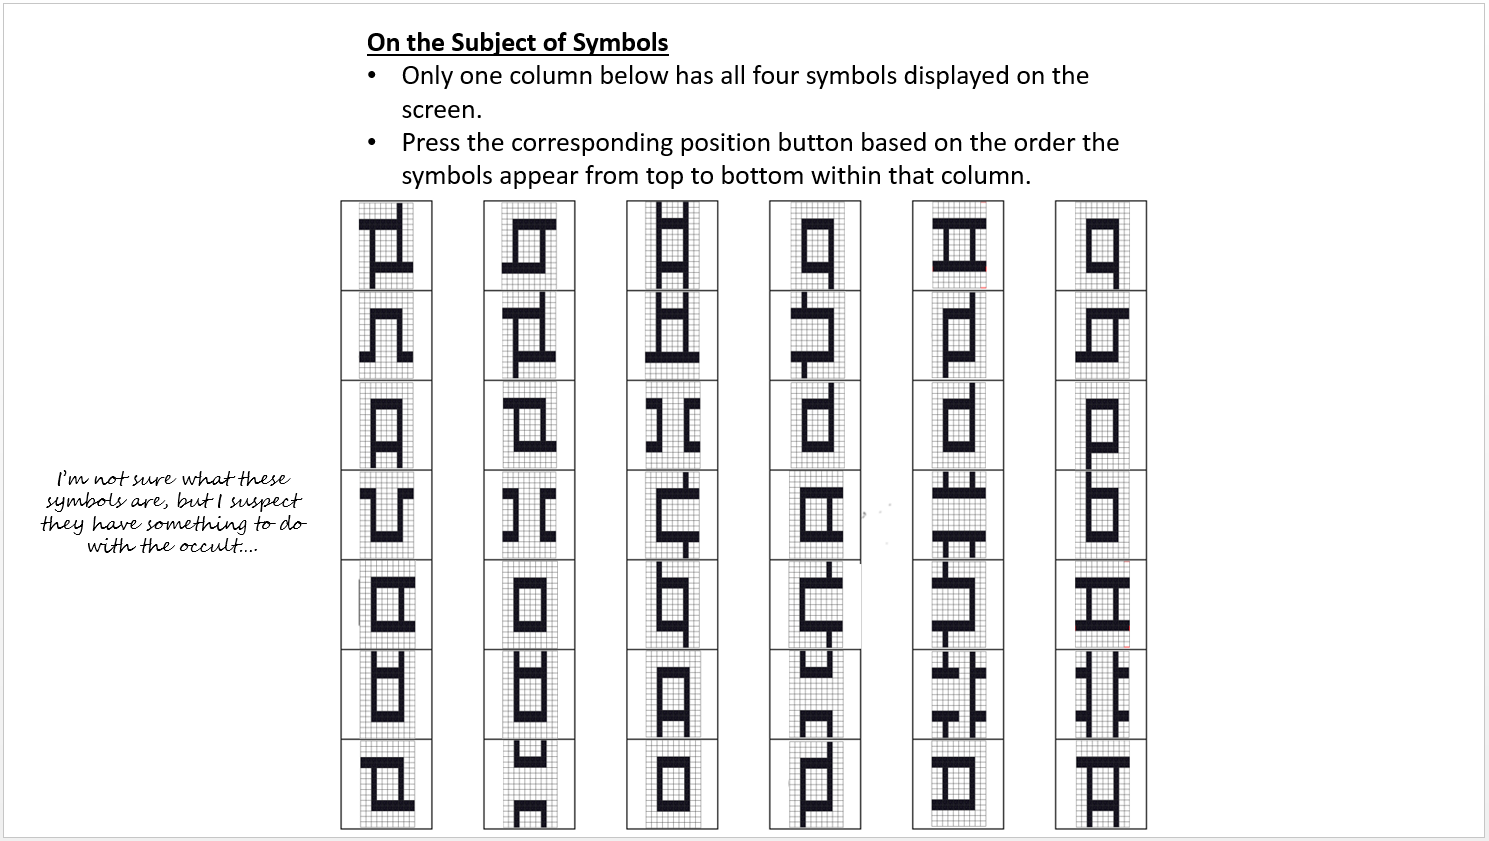 On the Subject of Symbols
• Only one column below has all four symbols displayed on the
screen.
• Press the corresponding position button based on the order the
symbols appear from top to bottom within that column.
I'm not sure what these
symbols are, but I suspect
they have something to do
with the occult....